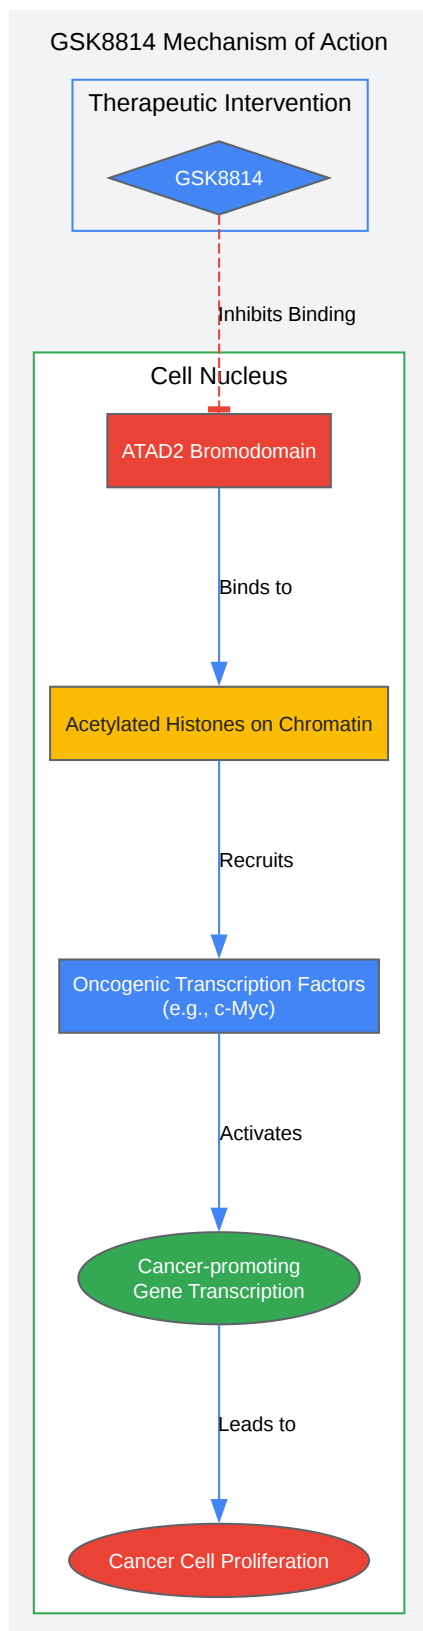 GSK8814 Mechanism of Action
Therapeutic Intervention
GSK8814
Inhibits Binding
Cell Nucleus
ATAD2 Bromodomain
Binds to
Acetylated Histones on Chromatin
Recruits
Oncogenic Transcription Factors
(e.g., c-Myc)
Activates
Cancer-promoting
Gene Transcription
Leads to
Cancer Cell Proliferation